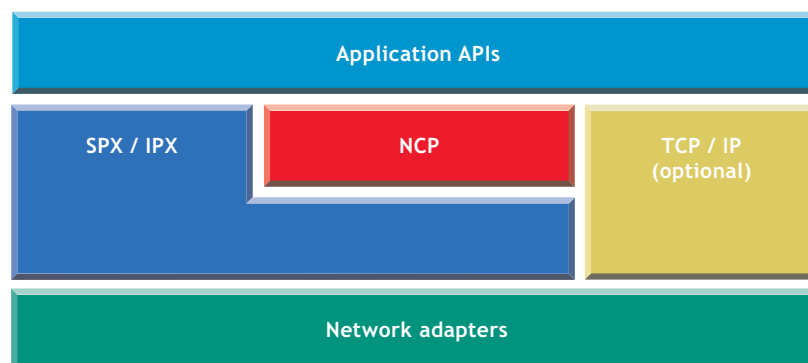 Application APIs
SPX / IPX
NCP
TCP / IP
(optional)
Network adapters